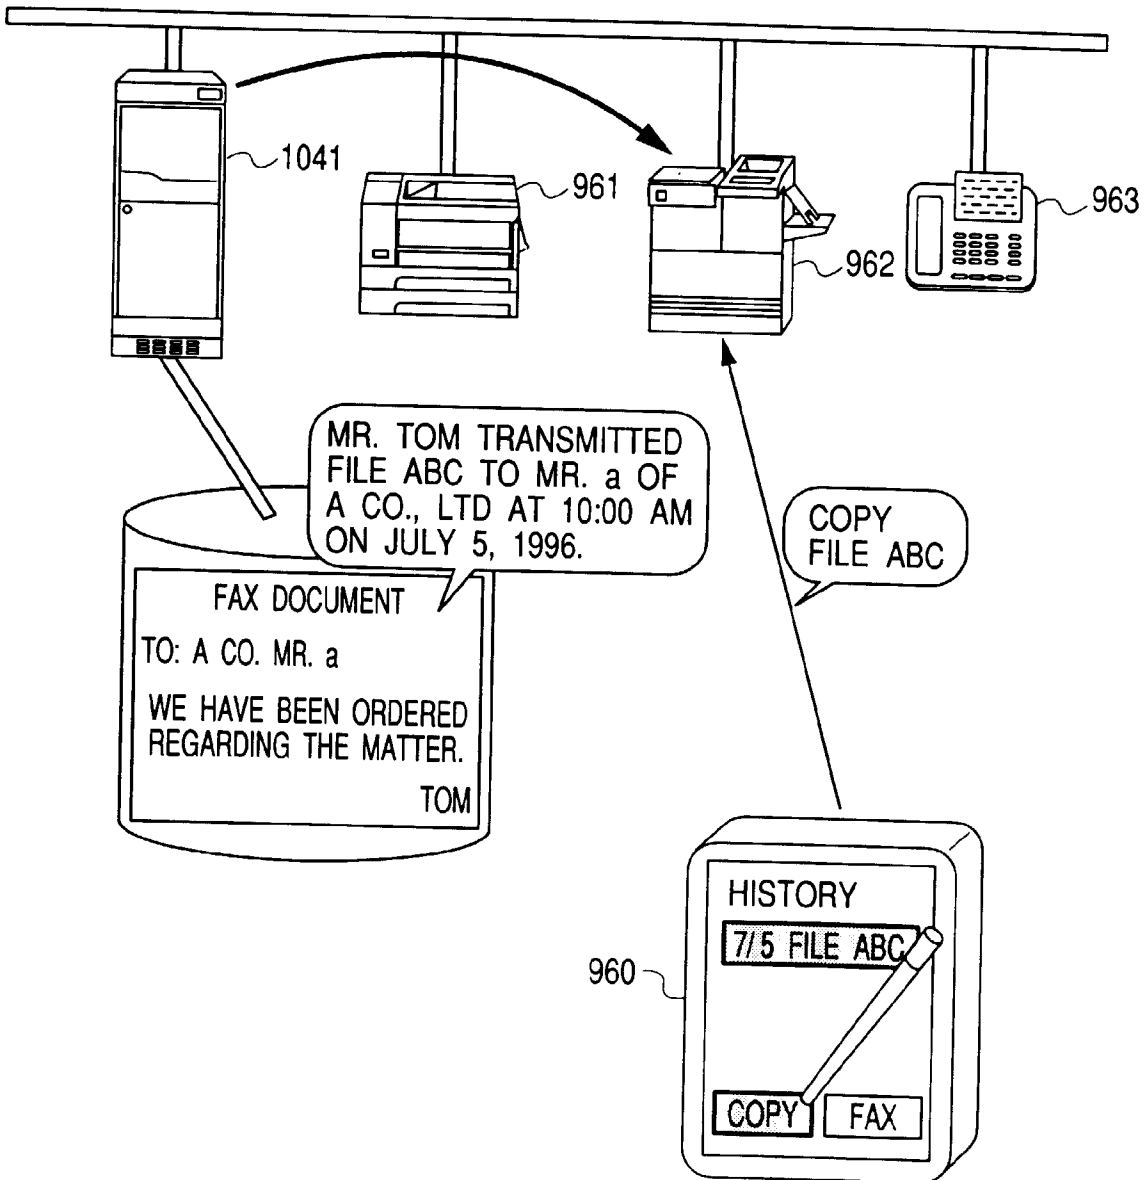 1041
961
962
963
MR. TOM TRANSMITTED
FILE ABC TO MR. a OF
A CO., LTD AT 10:00 AM
ON JULY 5, 1996.
COPY
FILE ABC
FAX DOCUMENT
TO: A CO. MR. a
WE HAVE BEEN ORDERED
REGARDING THE MATTER.
TOM
960
HISTORY
7/5 FILE ABC
COPY
FAX